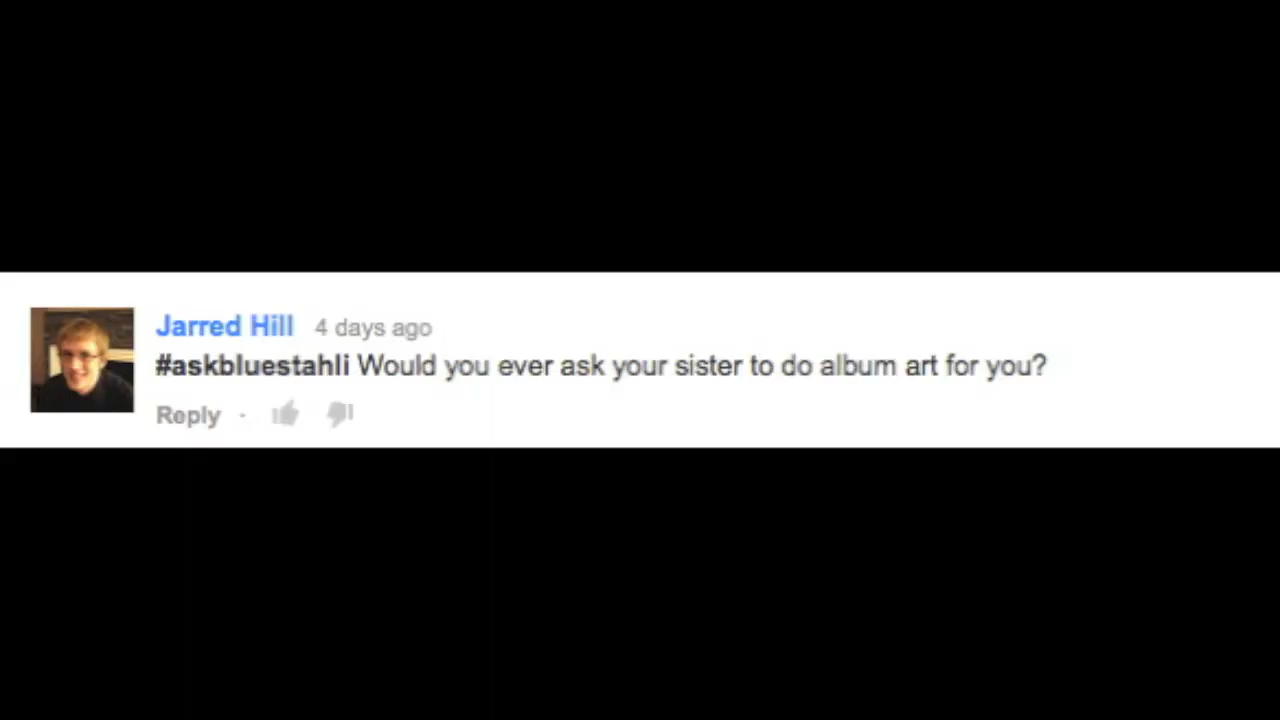 Jarred Hill 4 days ago
#askbluestahli Would you ever ask your sister to do album art for you?
Reply ·